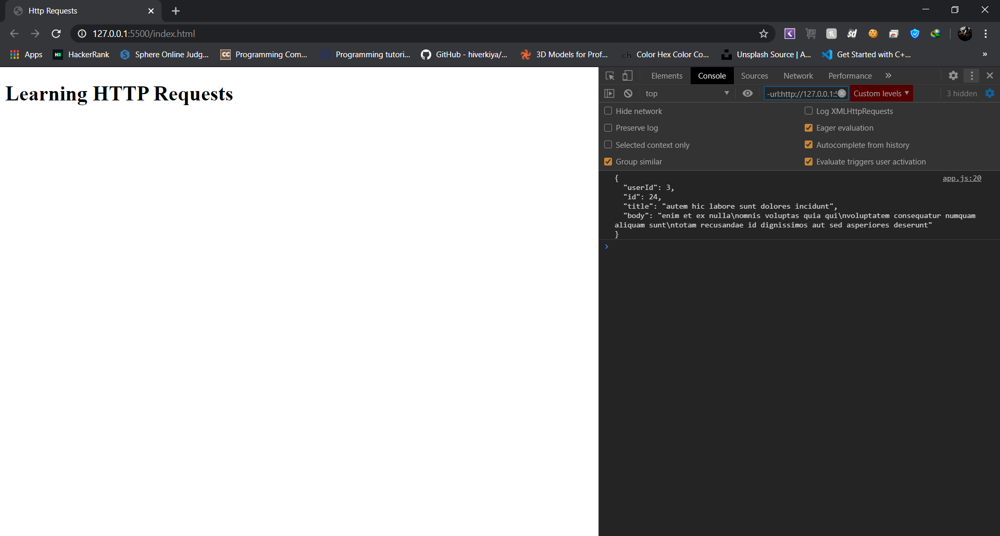 Http Requests
127.0.0.1:5500/index.html
Apps HackerRank Sphere Online Judg... Programming Com... Programming tutori... GitHub - hiverkiya/... 3D Models for Prof... Color Hex Color Co... Unsplash Source | A... Get Started with C+... »
Learning HTTP Requests
Elements Console Sources Network Performance »
top -url:http://127.0.0.1:5 Custom levels 3 hidden
Hide network Log XMLHttpRequests
Preserve log Eager evaluation
Selected context only Autocomplete from history
Group similar Evaluate triggers user activation
{ app.js:20
"userId": 3,
"id": 24,
"title": "autem hic labore sunt dolores incidunt",
"body": "enim et ex nulla\nomnis voluptas quia qui\nvoluptatem consequatur numquam
aliquam sunt\ntotam recusandae id dignissimos aut sed asperiores deserunt"
}